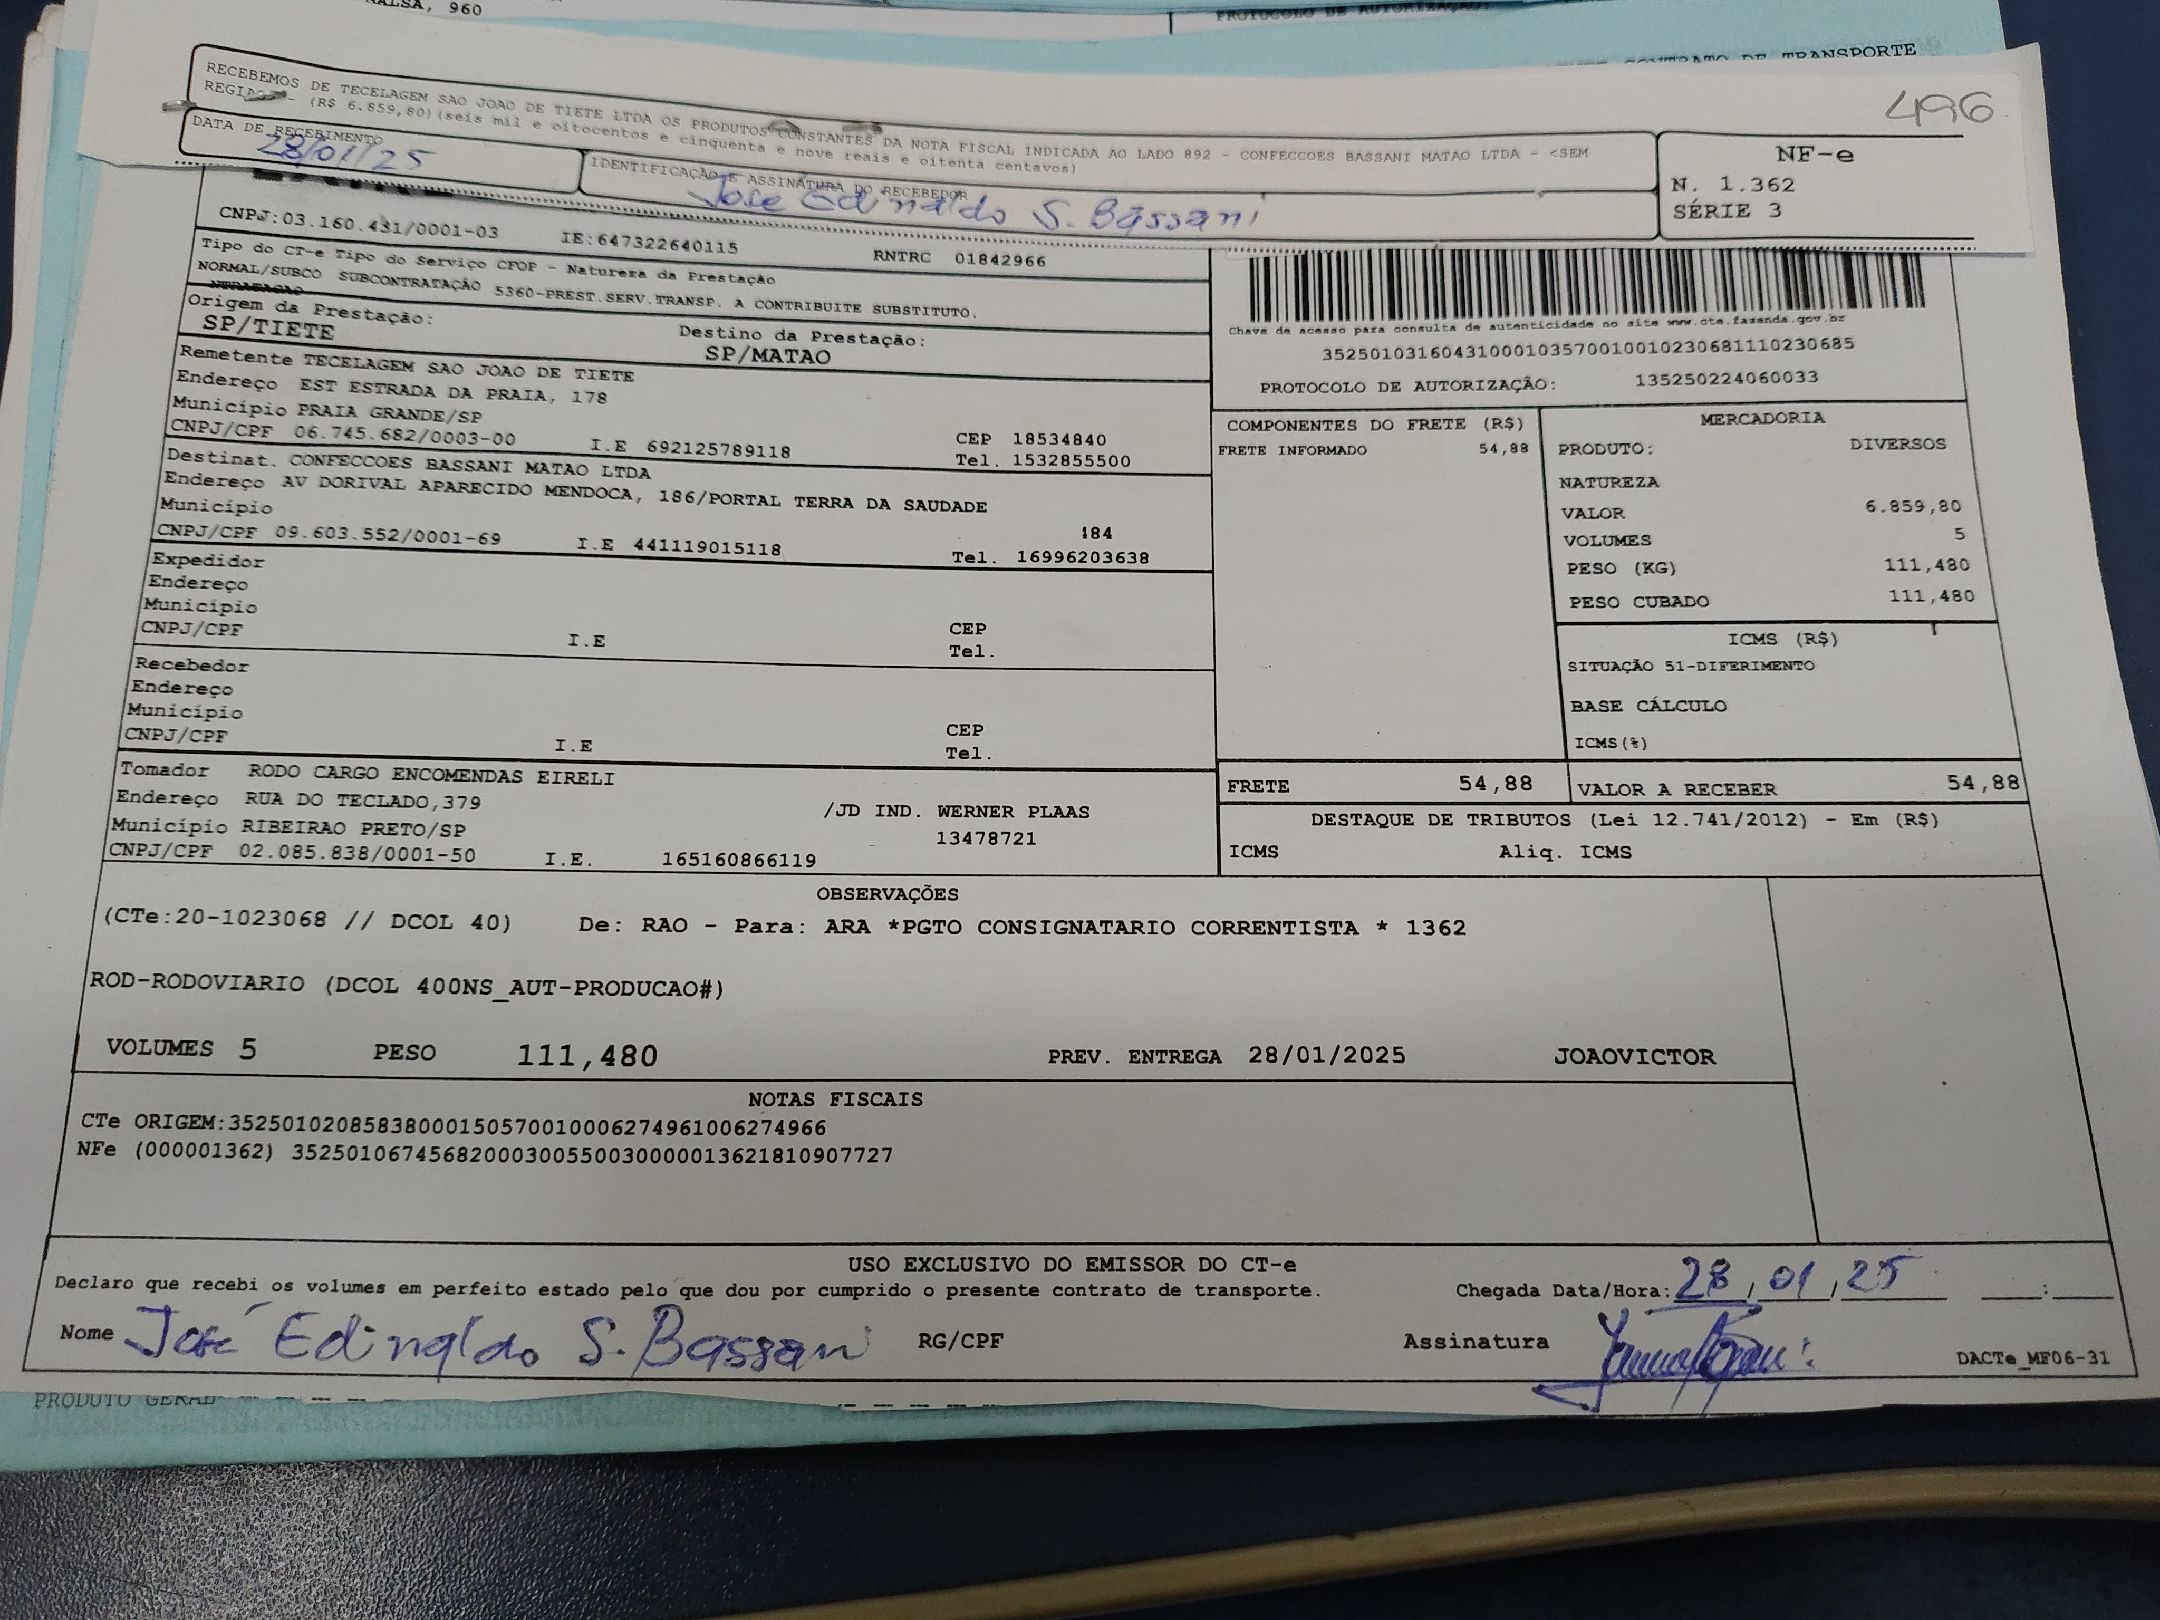 ALSA, 960
PROTOCOLO DE AUTORIZAÇÃO:
CONTRATO DE TRANSPORTE
RECEBEMOS DE TECELAGEM SAO JOAO DE TIETE LTDA OS PRODUTOS CONSTANTES DA NOTA FISCAL INDICADA AO LADO 892 - CONFECCOES BASSANI MATAO LTDA - <SEM
REGIAO> - (R$ 6.859,80)(seis mil e oitocentos e cinquenta e nove reais e oitenta centavos)
496
DATA DE RECEBIMENTO
28/01/25
IDENTIFICAÇÃO E ASSINATURA DO RECEBEDOR
Jose Edinaldo S. Bassani
NF-e
N. 1.362
SÉRIE 3
CNPJ:03.160.431/0001-03 IE:647322640115 RNTRC 01842966
Tipo do CT-e Tipo do Serviço CFOP - Natureza da Prestação
NORMAL/SUBCO SUBCONTRATAÇÃO 5360-PREST.SERV.TRANSP. A CONTRIBUITE SUBSTITUTO.
NTRATACAO
Origem da Prestação: Destino da Prestação:
SP/TIETE SP/MATAO
Remetente TECELAGEM SAO JOAO DE TIETE
Endereço EST ESTRADA DA PRAIA, 178
Município PRAIA GRANDE/SP CEP 18534840
CNPJ/CPF 06.745.682/0003-00 I.E 692125789118 Tel. 1532855500
Destinat. CONFECCOES BASSANI MATAO LTDA
Endereço AV DORIVAL APARECIDO MENDOCA, 186/PORTAL TERRA DA SAUDADE
Município 184
CNPJ/CPF 09.603.552/0001-69 I.E 441119015118 Tel. 16996203638
Expedidor
Endereço
Município CEP
CNPJ/CPF I.E Tel.
Recebedor
Endereço
Município CEP
CNPJ/CPF I.E Tel.
Tomador RODO CARGO ENCOMENDAS EIRELI
Endereço RUA DO TECLADO,379 /JD IND. WERNER PLAAS
Município RIBEIRAO PRETO/SP 13478721
CNPJ/CPF 02.085.838/0001-50 I.E. 165160866119
Chave de acesso para consulta de autenticidade no site www.cte.fazenda.gov.br
35250103160431000103570010010230681110230685
PROTOCOLO DE AUTORIZAÇÃO: 135250224060033
COMPONENTES DO FRETE (R$)
FRETE INFORMADO 54,88
MERCADORIA
PRODUTO: DIVERSOS
NATUREZA
VALOR 6.859,80
VOLUMES 5
PESO (KG) 111,480
PESO CUBADO 111,480
ICMS (R$)
SITUAÇÃO 51-DIFERIMENTO
BASE CÁLCULO
ICMS(%)
FRETE 54,88 VALOR A RECEBER 54,88
DESTAQUE DE TRIBUTOS (Lei 12.741/2012) - Em (R$)
ICMS Aliq. ICMS
OBSERVAÇÕES
(CTe:20-1023068 // DCOL 40) De: RAO - Para: ARA *PGTO CONSIGNATARIO CORRENTISTA * 1362
ROD-RODOVIARIO (DCOL 400NS_AUT-PRODUCAO#)
VOLUMES 5 PESO 111,480 PREV. ENTREGA 28/01/2025 JOAOVICTOR
NOTAS FISCAIS
CTe ORIGEM:35250102085838000150570010006274961006274966
NFe (000001362) 35250106745682000300550030000013621810907727
USO EXCLUSIVO DO EMISSOR DO CT-e
Declaro que recebi os volumes em perfeito estado pelo que dou por cumprido o presente contrato de transporte. Chegada Data/Hora: 28/01/25 __:__
Nome José Edinaldo S. Bassani RG/CPF Assinatura
DACTe_MF06-31
PRODUTO GERAL